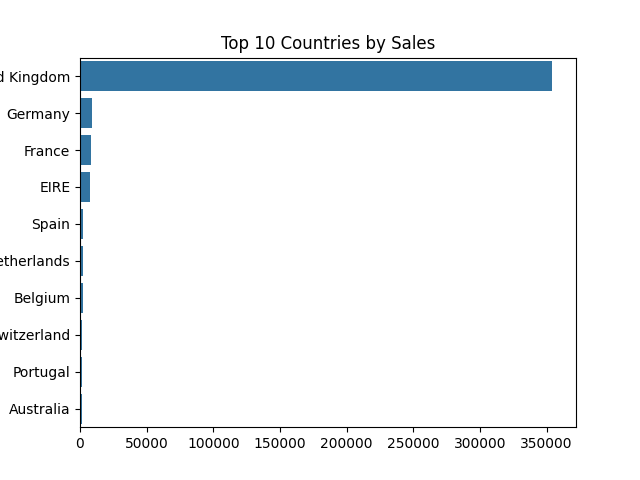 Top 10 Countries by Sales
d Kingdom
Germany
France
EIRE
Spain
etherlands
Belgium
witzerland
Portugal
Australia
0 50000 100000 150000 200000 250000 300000 350000